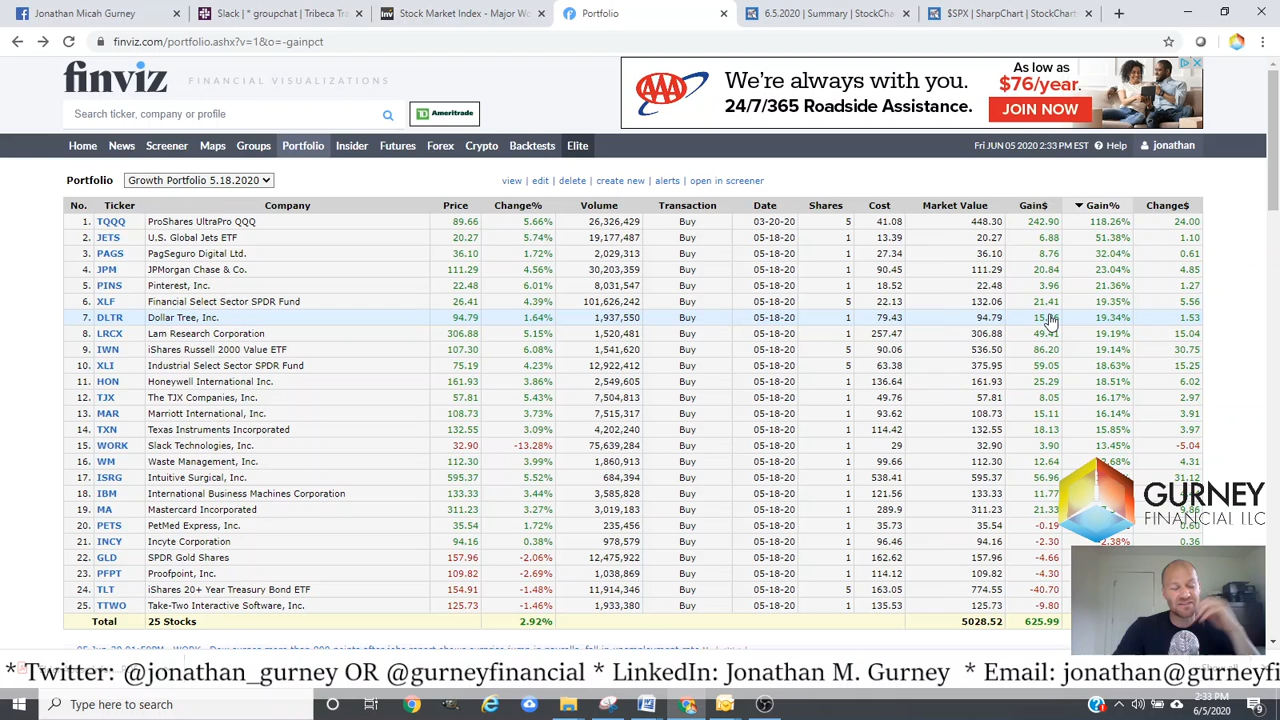 Jonathan Micah Gurney
Slack | * groupchat | Tribeca Tra
Stock Market Index - Major Wo
Portfolio
6.5.2020 | Summary | StockCha
$SPX | SharpChart | StockCharts
finviz.com/portfolio.ashx?v=1&o=-gainpct
finviz FINANCIAL VISUALIZATIONS
Search ticker, company or profile
Ameritrade
AAA
We're always with you.
24/7/365 Roadside Assistance.
As low as
$76/year.
JOIN NOW
Home News Screener Maps Groups Portfolio Insider Futures Forex Crypto Backtests Elite Fri JUN 05 2020 2:33 PM EST Help jonathan
Portfolio Growth Portfolio 5.18.2020 view | edit | delete | create new | alerts | open in screener
No. Ticker Company Price Change% Volume Transaction Date Shares Cost Market Value Gain$ Gain% Change$
1. TQQQ ProShares UltraPro QQQ 89.66 5.66% 26,326,429 Buy 03-20-20 5 41.08 448.30 242.90 118.26% 24.00
2. JETS U.S. Global Jets ETF 20.27 5.74% 19,177,487 Buy 05-18-20 1 13.39 20.27 6.88 51.38% 1.10
3. PAGS PagSeguro Digital Ltd. 36.10 1.72% 2,029,313 Buy 05-18-20 1 27.34 36.10 8.76 32.04% 0.61
4. JPM JPMorgan Chase & Co. 111.29 4.56% 30,203,359 Buy 05-18-20 1 90.45 111.29 20.84 23.04% 4.85
5. PINS Pinterest, Inc. 22.48 6.01% 8,031,547 Buy 05-18-20 1 18.52 22.48 3.96 21.36% 1.27
6. XLF Financial Select Sector SPDR Fund 26.41 4.39% 101,626,242 Buy 05-18-20 5 22.13 132.06 21.41 19.35% 5.56
7. DLTR Dollar Tree, Inc. 94.79 1.64% 1,937,550 Buy 05-18-20 1 79.43 94.79 19.34% 1.53
8. LRCX Lam Research Corporation 306.88 5.15% 1,520,481 Buy 05-18-20 1 257.47 306.88 49.41 19.19% 15.04
9. IWN iShares Russell 2000 Value ETF 107.30 6.08% 1,541,620 Buy 05-18-20 5 90.06 536.50 86.20 19.14% 30.75
10. XLI Industrial Select Sector SPDR Fund 75.19 4.23% 12,922,412 Buy 05-18-20 5 63.38 375.95 59.05 18.63% 15.25
11. HON Honeywell International Inc. 161.93 3.86% 2,549,605 Buy 05-18-20 1 136.64 161.93 25.29 18.51% 6.02
12. TJX The TJX Companies, Inc. 57.81 5.43% 7,504,813 Buy 05-18-20 1 49.76 57.81 8.05 16.17% 2.97
13. MAR Marriott International, Inc. 108.73 3.73% 7,515,317 Buy 05-18-20 1 93.62 108.73 15.11 16.14% 3.91
14. TXN Texas Instruments Incorporated 132.55 3.09% 4,202,240 Buy 05-18-20 1 114.42 132.55 18.13 15.85% 3.97
15. WORK Slack Technologies, Inc. 32.90 -13.28% 75,639,284 Buy 05-18-20 1 29 32.90 3.90 13.45% -5.04
16. WM Waste Management, Inc. 112.30 3.99% 1,860,913 Buy 05-18-20 1 99.66 112.30 12.64 4.31
17. ISRG Intuitive Surgical, Inc. 595.37 5.52% 684,394 Buy 05-18-20 1 538.41 595.37 56.96 31.12
18. IBM International Business Machines Corporation 133.33 3.44% 3,585,828 Buy 05-18-20 1 121.56 133.33 11.77
19. MA Mastercard Incorporated 311.23 3.27% 3,019,183 Buy 05-18-20 1 289.9 311.23 21.33
20. PETS PetMed Express, Inc. 35.54 1.72% 235,456 Buy 05-18-20 1 35.73 35.54 -0.19
21. INCY Incyte Corporation 94.16 0.38% 978,579 Buy 05-18-20 1 96.46 94.16 -2.30 0.36
22. GLD SPDR Gold Shares 157.96 -2.06% 12,475,922 Buy 05-18-20 1 162.62 157.96 -4.66
23. PFPT Proofpoint, Inc. 109.82 -2.69% 1,038,869 Buy 05-18-20 1 114.12 109.82 -4.30
24. TLT iShares 20+ Year Treasury Bond ETF 154.91 -1.48% 11,914,346 Buy 05-18-20 5 163.05 774.55 -40.70
25. TTWO Take-Two Interactive Software, Inc. 125.73 -1.46% 1,933,380 Buy 05-18-20 1 135.53 125.73 -9.80
Total 25 Stocks 2.92% 5028.52 625.99
GURNEY
FINANCIAL LLC
* Twitter: @jonathan_gurney OR @gurneyfinancial * LinkedIn: Jonathan M. Gurney * Email: jonathan@gurneyfi
Type here to search
2:33 PM
6/5/2020